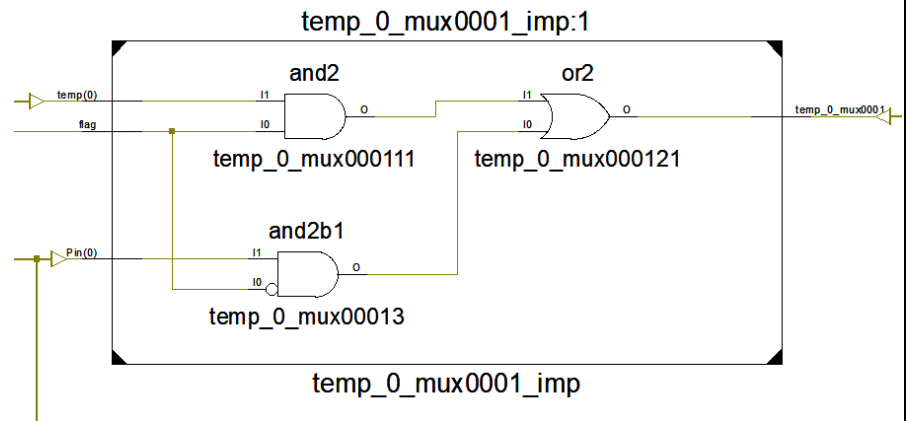 temp_0_mux0001_imp:1
and2
or2
temp(0)
I1
O
I1
O
temp_0_mux0001
flag
I0
I0
temp_0_mux000111
temp_0_mux000121
and2b1
Pin(0)
I1
O
I0
temp_0_mux00013
temp_0_mux0001_imp